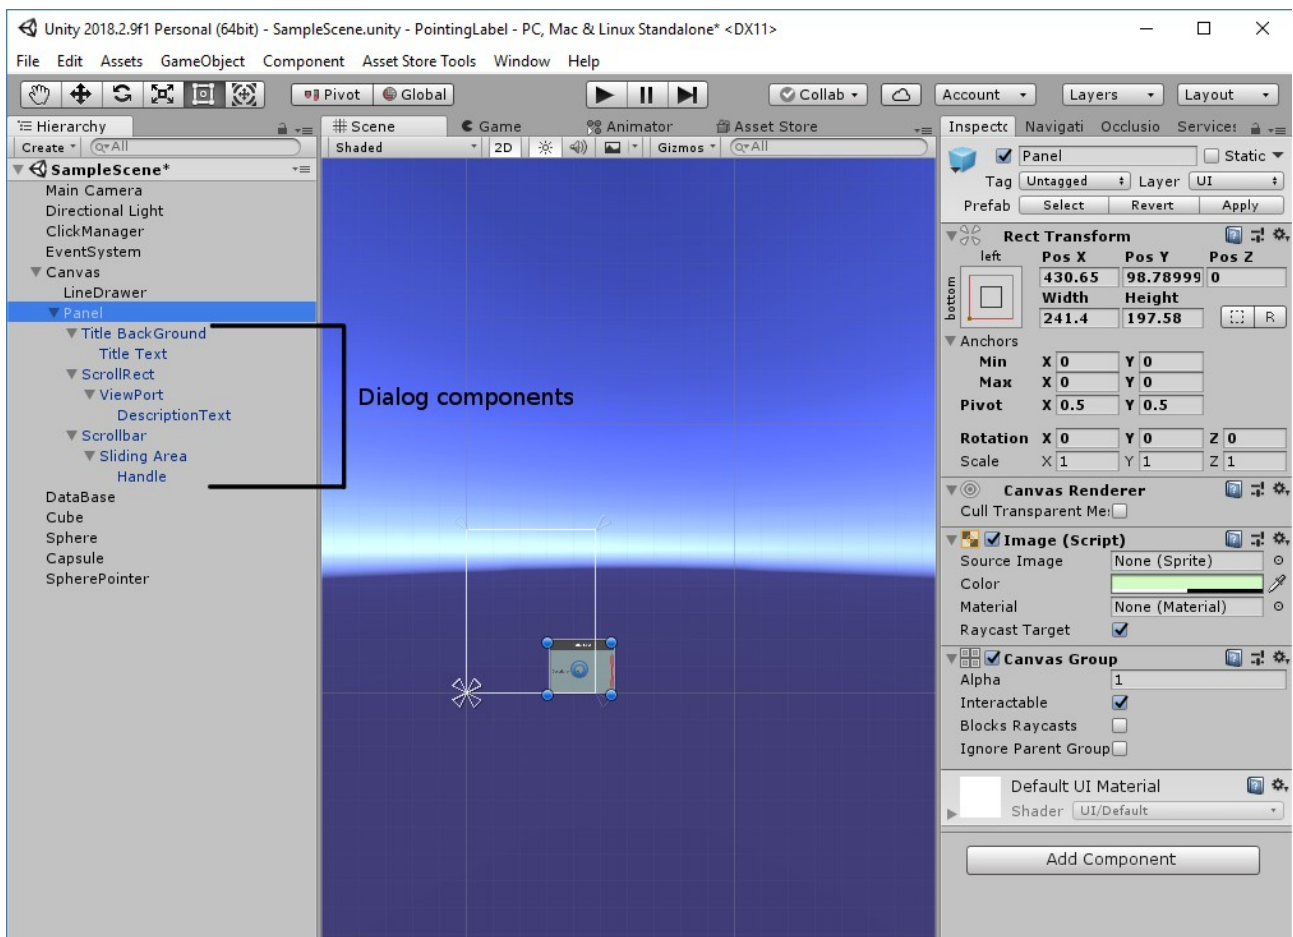 Unity 2018.2.9f1 Personal (64bit) - SampleScene.unity - PointingLabel - PC, Mac & Linux Standalone* <DX11>
File Edit Assets GameObject Component Asset Store Tools Window Help
Pivot Global Collab Account Layers Layout
Hierarchy
Create All
SampleScene*
Main Camera
Directional Light
ClickManager
EventSystem
Canvas
LineDrawer
Panel
Title BackGround
Title Text
ScrollRect
ViewPort
DescriptionText
Scrollbar
Sliding Area
Handle
DataBase
Cube
Sphere
Capsule
SpherePointer
Dialog components
Scene Game Animator Asset Store
Shaded 2D Gizmos All
Inspectc Navigati Occlusio Service:
Panel Static
Tag Untagged Layer UI
Prefab Select Revert Apply
Rect Transform
left Pos X Pos Y Pos Z
bottom
430.65 98.78999 0
Width Height
241.4 197.58 R
Anchors
Min X 0 Y 0
Max X 0 Y 0
Pivot X 0.5 Y 0.5
Rotation X 0 Y 0 Z 0
Scale X 1 Y 1 Z 1
Canvas Renderer
Cull Transparent Me:
Image (Script)
Source Image None (Sprite)
Color
Material None (Material)
Raycast Target
Canvas Group
Alpha 1
Interactable
Blocks Raycasts
Ignore Parent Group
Default UI Material
Shader UI/Default
Add Component